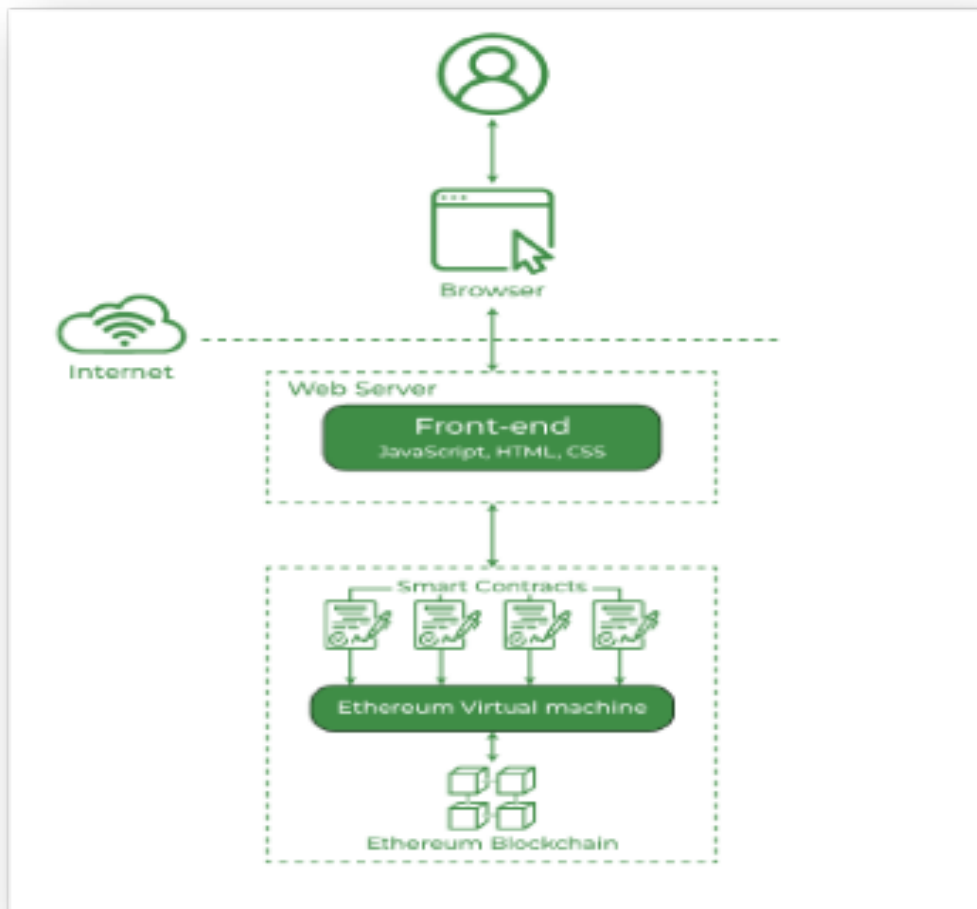 Browser
Internet
Web Server
Front-end
JavaScript, HTML, CSS
Smart Contracts
Ethereum Virtual machine
Ethereum Blockchain